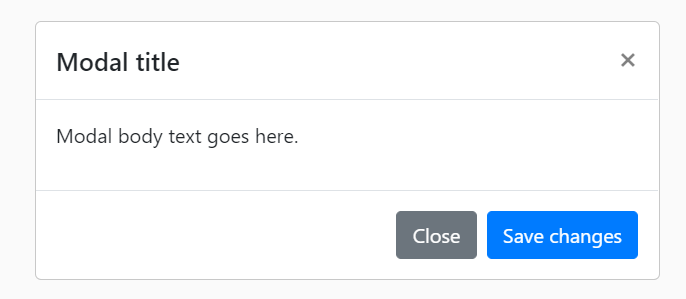 Modal title ×
Modal body text goes here.
Close Save changes